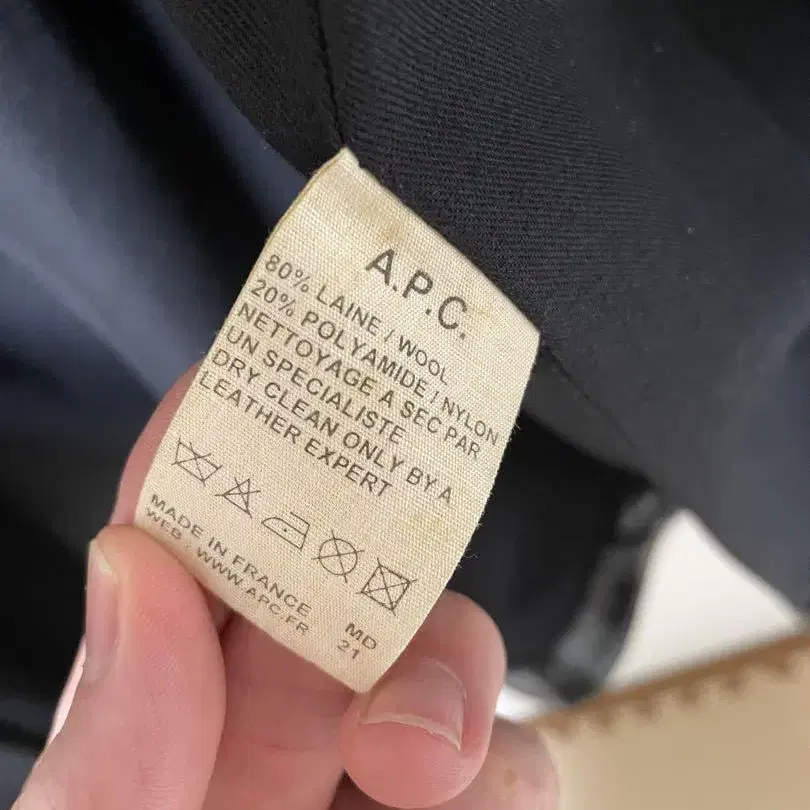 A.P.C.
80% LAINE / WOOL
20% POLYAMIDE / NYLON
NETTOYAGE A SEC PAR
UN SPECIALISTE
DRY CLEAN ONLY BY A
LEATHER EXPERT
MADE IN FRANCE MD
WEB : WWW.APC.FR 21